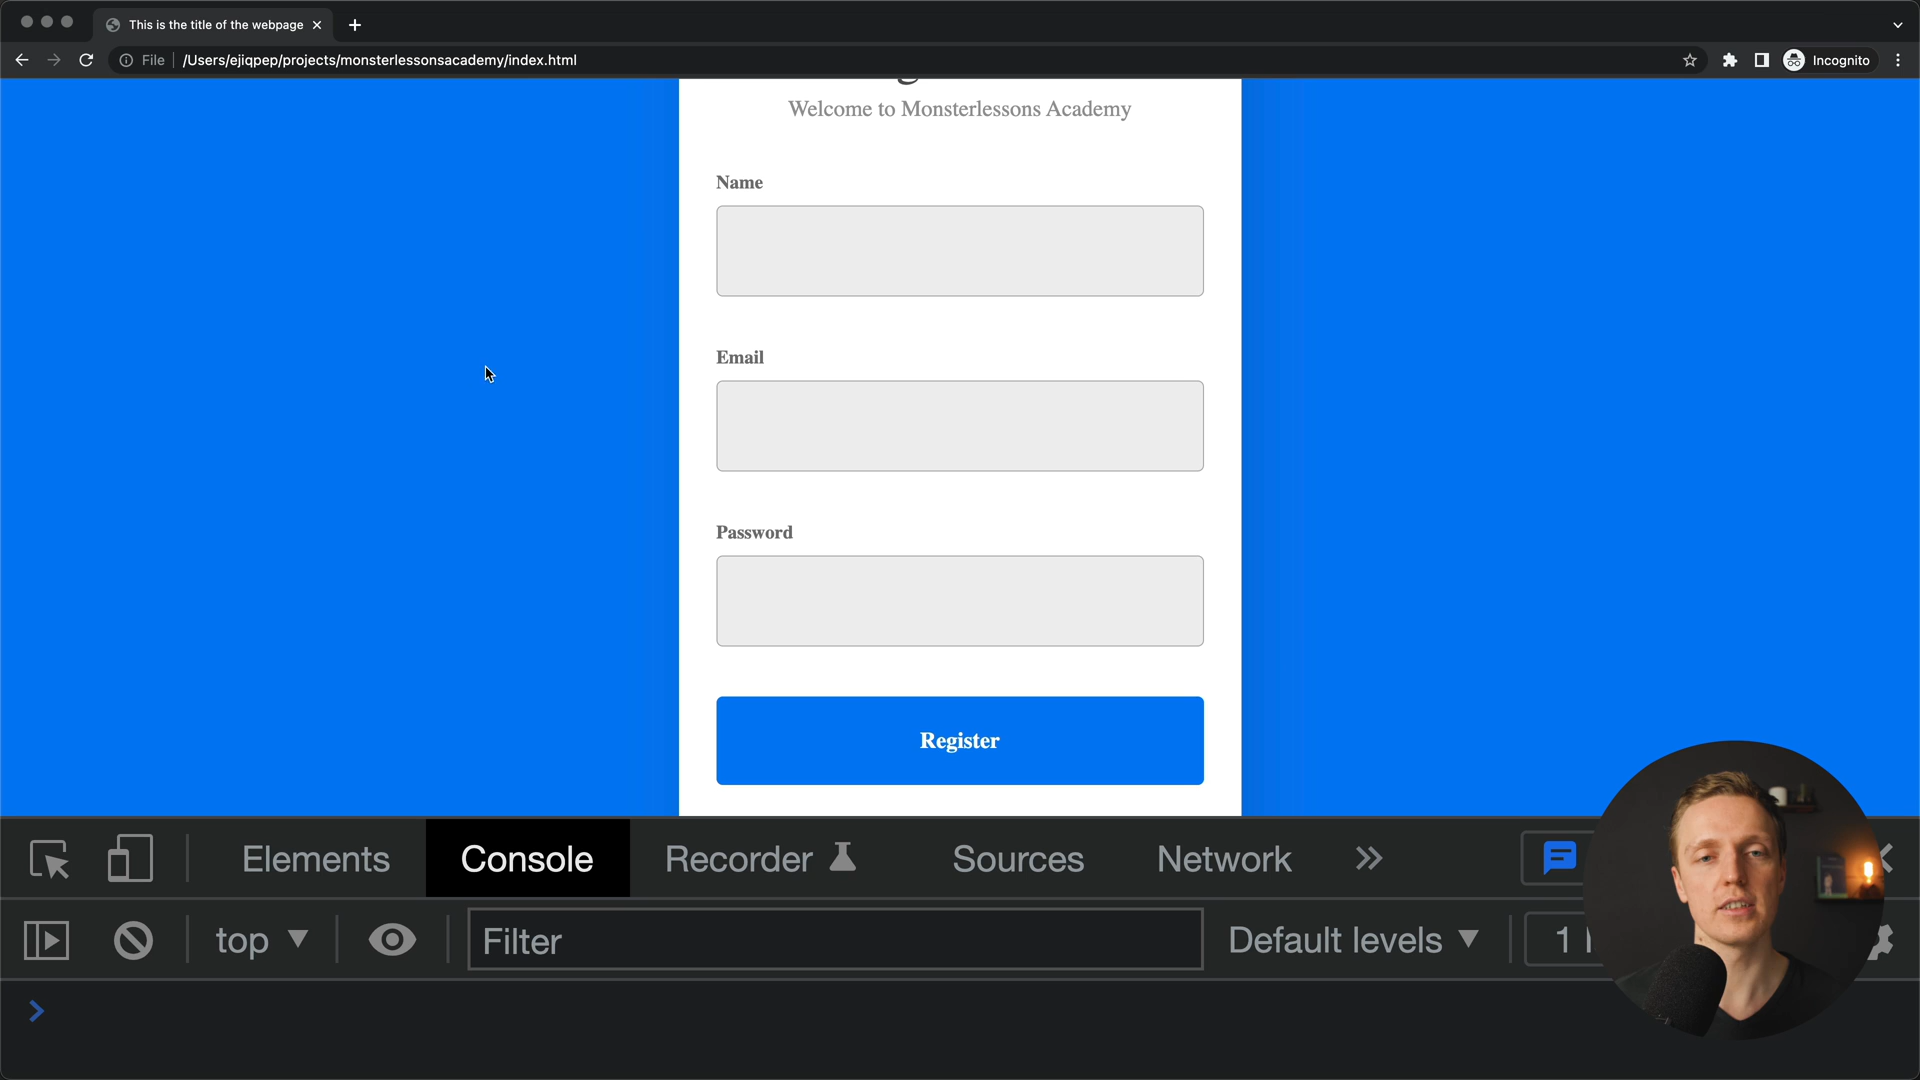 This is the title of the webpage
File /Users/ejiqpep/projects/monsterlessonsacademy/index.html
Incognito
Welcome to Monsterlessons Academy
Name
Email
Password
Register
Elements
Console
Recorder
Sources
Network
top
Filter
Default levels
1